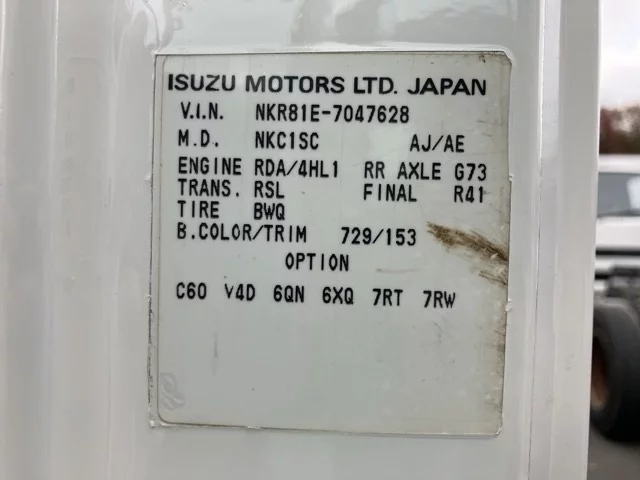 ISUZU MOTORS LTD. JAPAN
V.I.N. NKR81E-7047628
M.D. NKC1SC AJ/AE
ENGINE RDA/4HL1 RR AXLE G73
TRANS. RSL FINAL R41
TIRE BWQ
B.COLOR/TRIM 729/153
OPTION
C60 V4D 6QN 6XQ 7RT 7RW